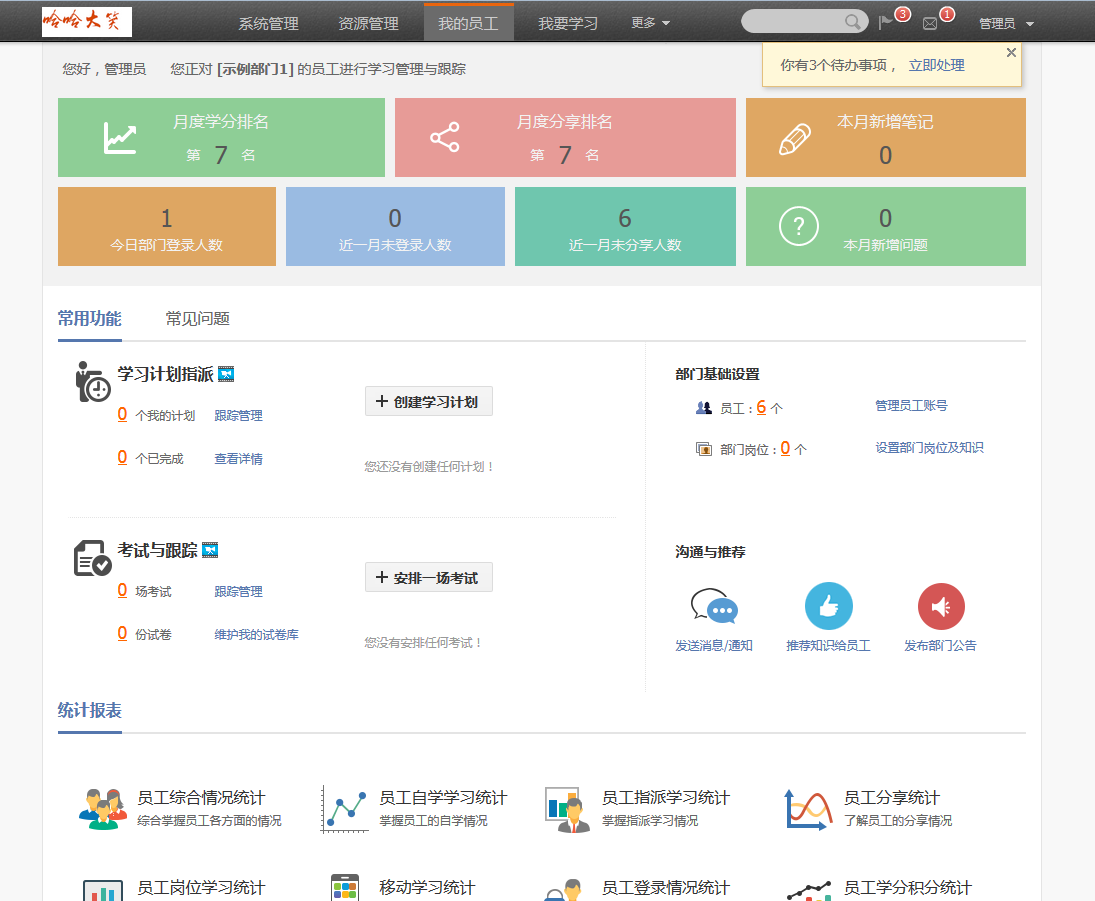 哈哈大笑 系统管理 资源管理 我的员工 我要学习 更多 3 1 管理员
您好，管理员 您正对 [示例部门1] 的员工进行学习管理与跟踪
你有3个待办事项， 立即处理
月度学分排名
第 7 名
月度分享排名
第 7 名
本月新增笔记
0
1
今日部门登录人数
0
近一月未登录人数
6
近一月未分享人数
0
本月新增问题
常用功能 常见问题
学习计划指派
0 个我的计划 跟踪管理
0 个已完成 查看详情
创建学习计划
您还没有创建任何计划！
部门基础设置
员工：6 个 管理员工账号
部门岗位：0 个 设置部门岗位及知识
考试与跟踪
0 场考试 跟踪管理
0 份试卷 维护我的试卷库
安排一场考试
您没有安排任何考试！
沟通与推荐
发送消息/通知 推荐知识给员工 发布部门公告
统计报表
员工综合情况统计
综合掌握员工各方面的情况
员工自学学习统计
掌握员工的自学情况
员工指派学习统计
掌握指派学习情况
员工分享统计
了解员工的分享情况
员工岗位学习统计 移动学习统计 员工登录情况统计 员工学分积分统计